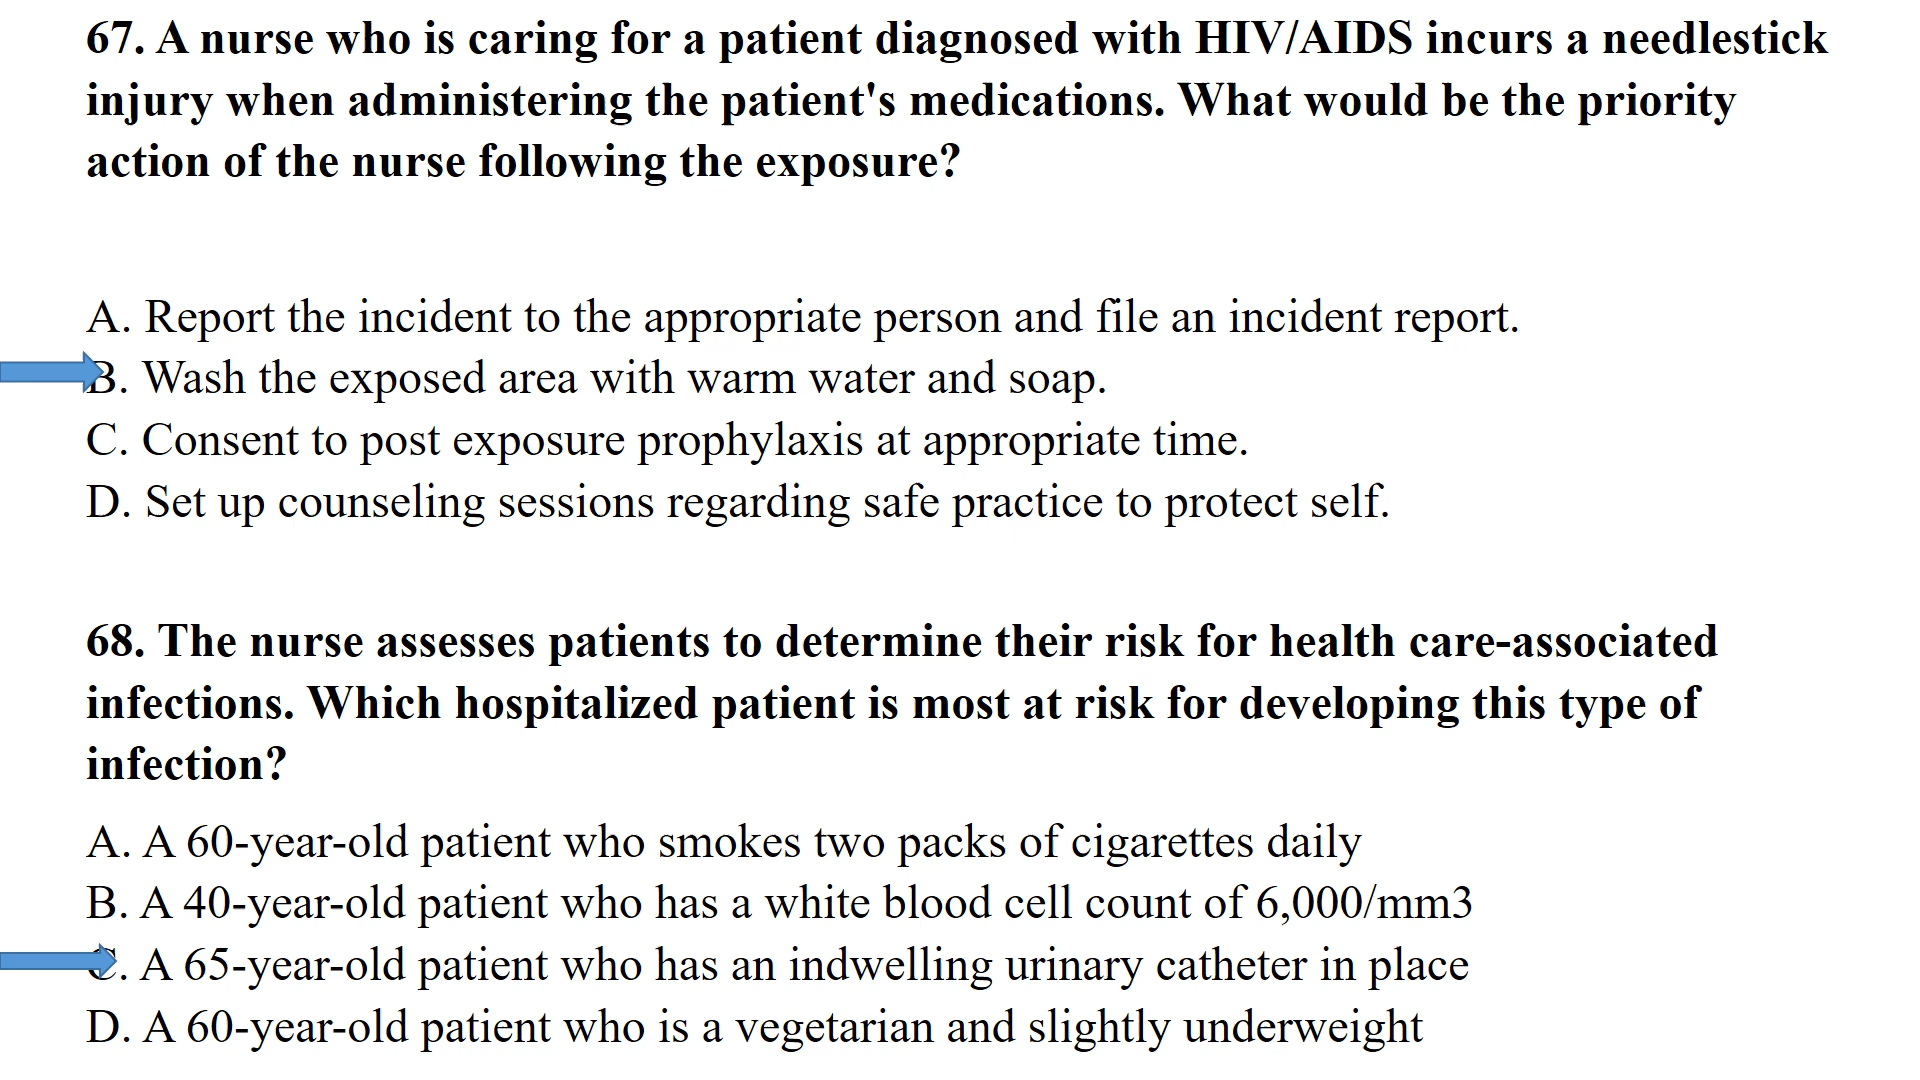 67. A nurse who is caring for a patient diagnosed with HIV/AIDS incurs a needlestick
injury when administering the patient's medications. What would be the priority
action of the nurse following the exposure?
A. Report the incident to the appropriate person and file an incident report.
B. Wash the exposed area with warm water and soap.
C. Consent to post exposure prophylaxis at appropriate time.
D. Set up counseling sessions regarding safe practice to protect self.
68. The nurse assesses patients to determine their risk for health care-associated
infections. Which hospitalized patient is most at risk for developing this type of
infection?
A. A 60-year-old patient who smokes two packs of cigarettes daily
B. A 40-year-old patient who has a white blood cell count of 6,000/mm3
C. A 65-year-old patient who has an indwelling urinary catheter in place
D. A 60-year-old patient who is a vegetarian and slightly underweight